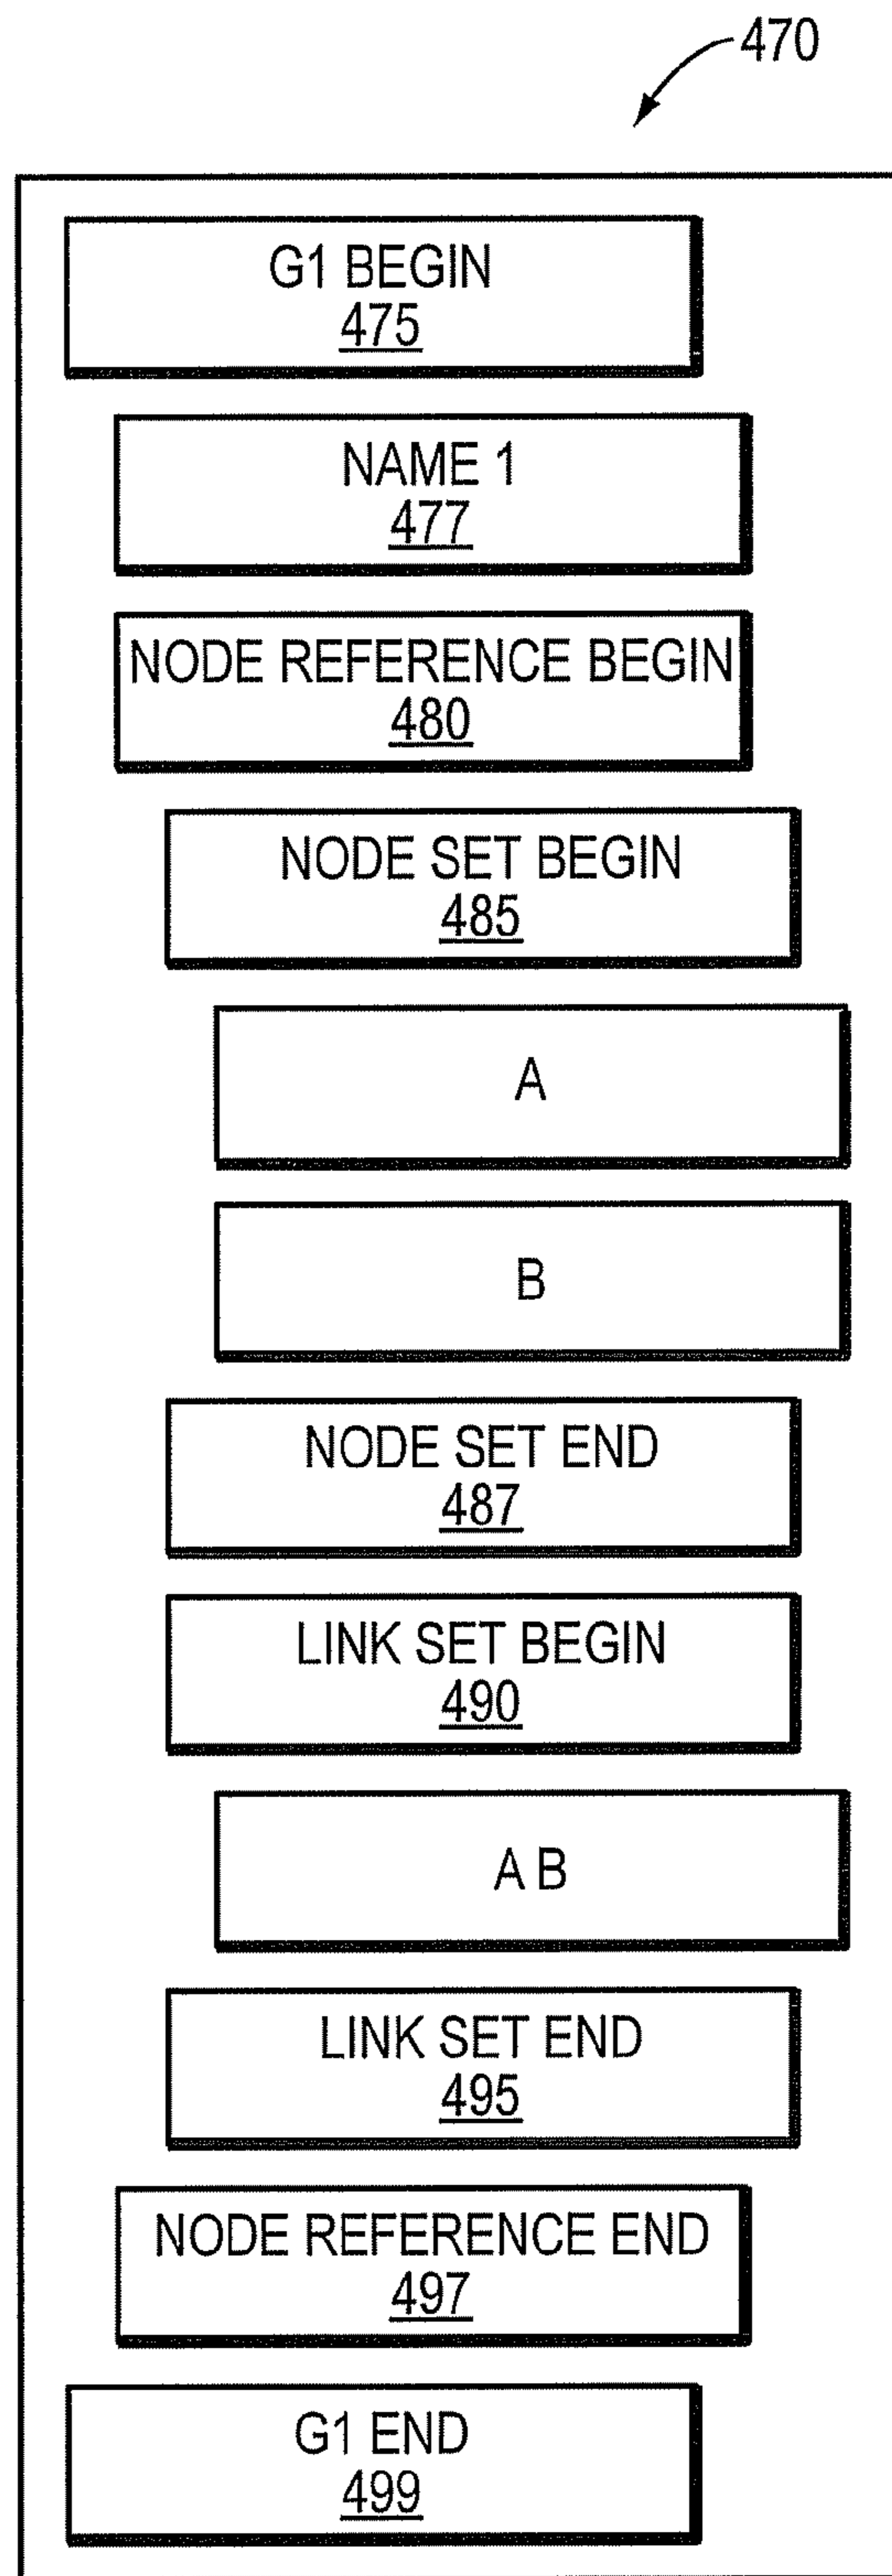 470
G1 BEGIN
475
NAME 1
477
NODE REFERENCE BEGIN
480
NODE SET BEGIN
485
A
B
NODE SET END
487
LINK SET BEGIN
490
A B
LINK SET END
495
NODE REFERENCE END
497
G1 END
499